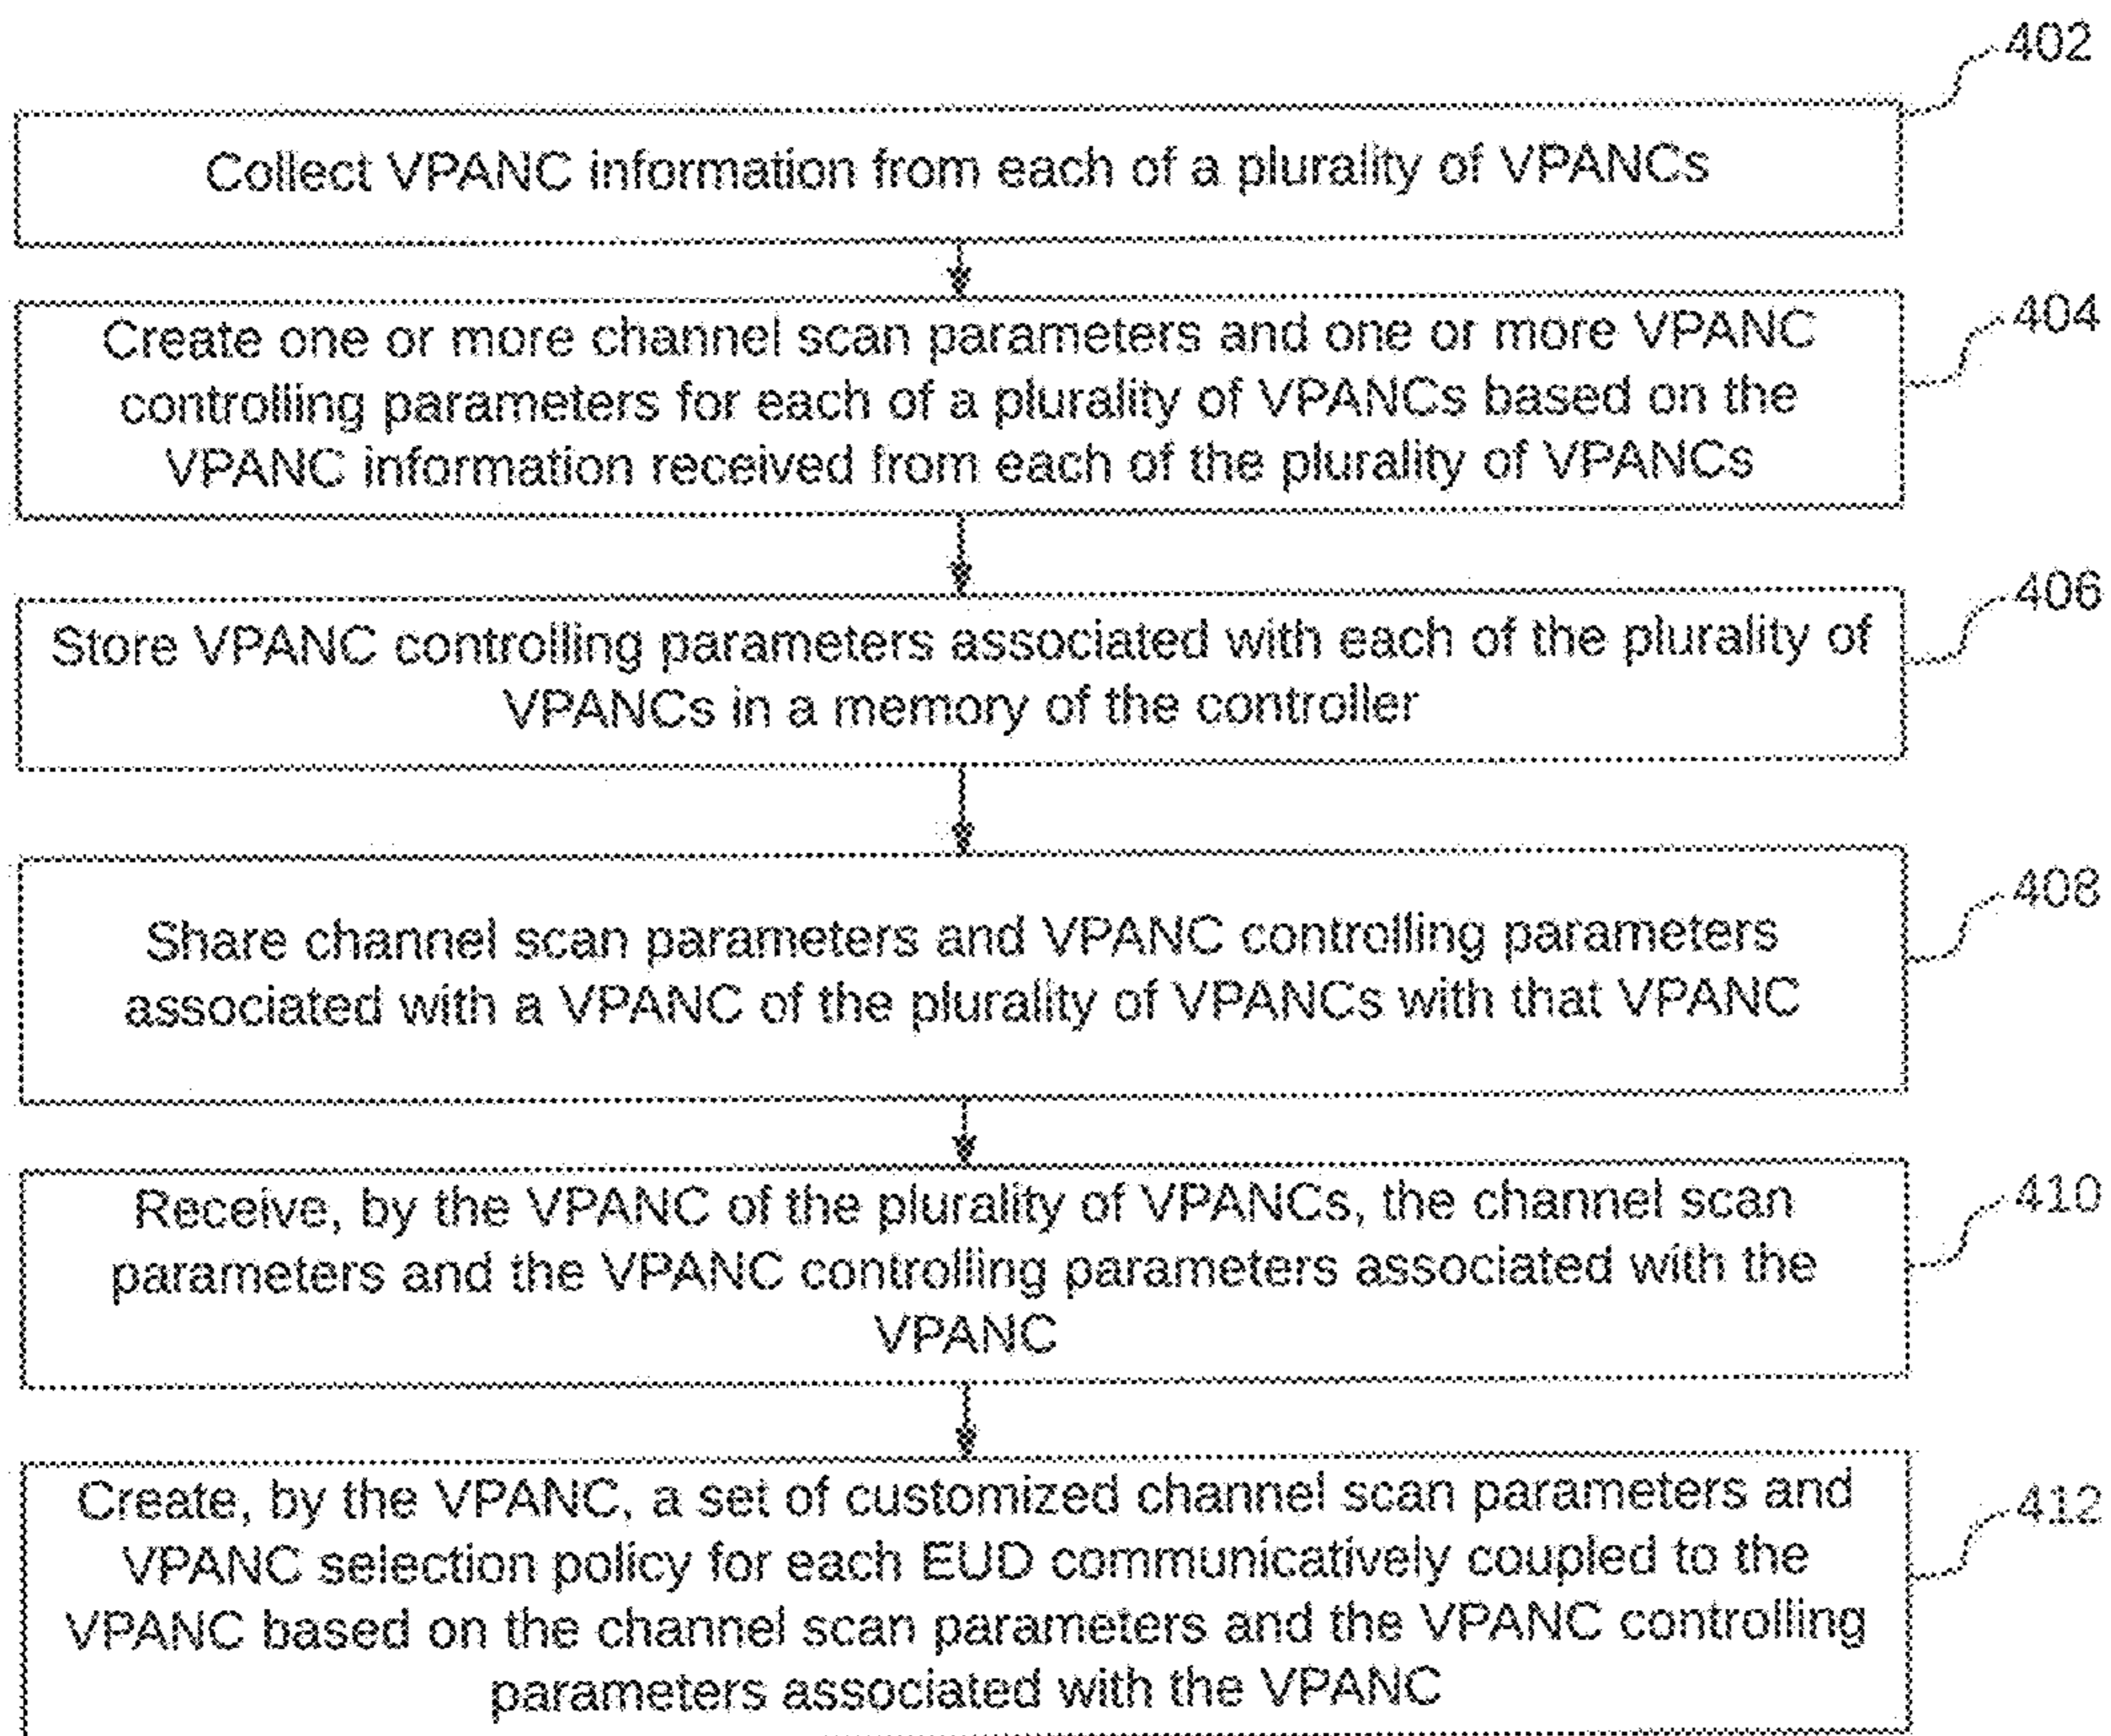 402
Collect VPANC information from each of a plurality of VPANCs
404
Create one or more channel scan parameters and one or more VPANC
controlling parameters for each of a plurality of VPANCs based on the
VPANC information received from each of the plurality of VPANCs
406
Store VPANC controlling parameters associated with each of the plurality of
VPANCs in a memory of the controller
408
Share channel scan parameters and VPANC controlling parameters
associated with a VPANC of the plurality of VPANCs with that VPANC
410
Receive, by the VPANC of the plurality of VPANCs, the channel scan
parameters and the VPANC controlling parameters associated with the
VPANC
412
Create, by the VPANC, a set of customized channel scan parameters and
VPANC selection policy for each EUD communicatively coupled to the
VPANC based on the channel scan parameters and the VPANC controlling
parameters associated with the VPANC